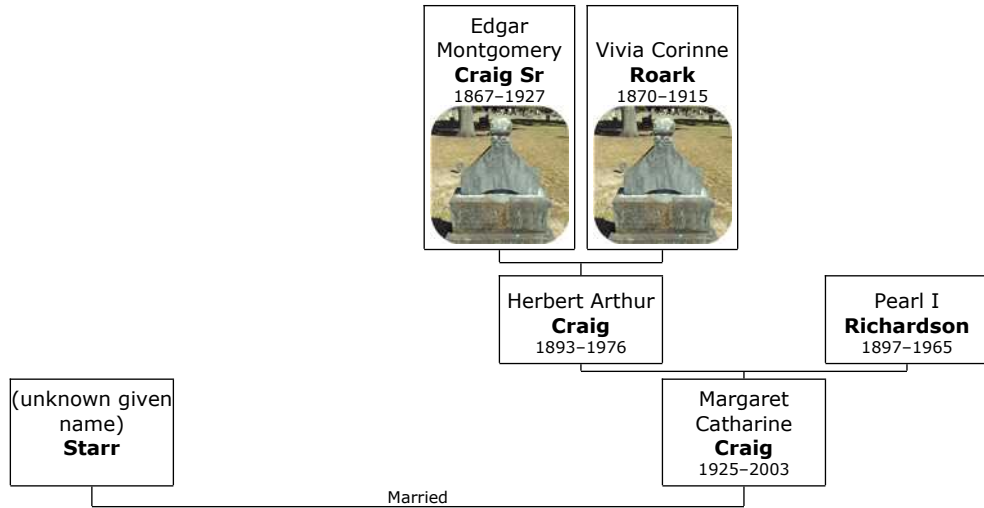 Edgar
Montgomery
Craig Sr
1867–1927
Vivia Corinne
Roark
1870–1915
Herbert Arthur
Craig
1893–1976
Pearl I
Richardson
1897–1965
(unknown given
name)
Starr
Margaret
Catharine
Craig
1925–2003
Married